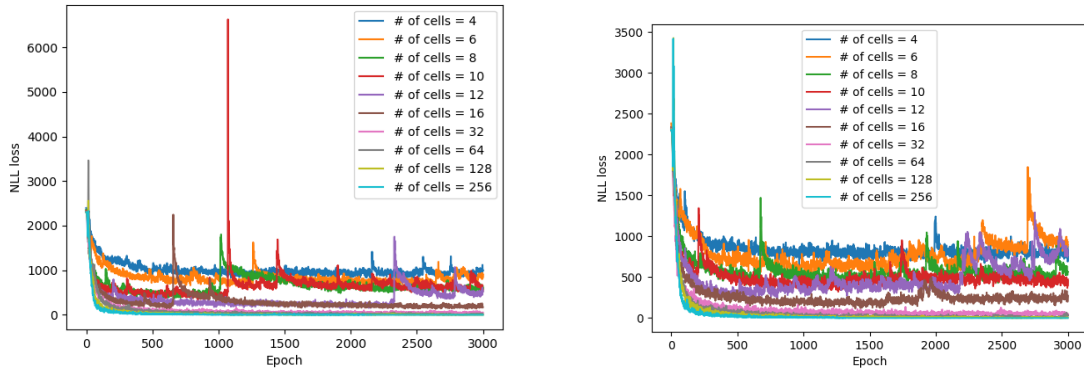 6000
5000
4000
3000
2000
1000
0
NLL loss
0
500
1000
1500
2000
2500
3000
Epoch
# of cells = 4
# of cells = 6
# of cells = 8
# of cells = 10
# of cells = 12
# of cells = 16
# of cells = 32
# of cells = 64
# of cells = 128
# of cells = 256
3500
3000
2500
2000
1500
1000
500
0
NLL loss
0
500
1000
1500
2000
2500
3000
Epoch
# of cells = 4
# of cells = 6
# of cells = 8
# of cells = 10
# of cells = 12
# of cells = 16
# of cells = 32
# of cells = 64
# of cells = 128
# of cells = 256